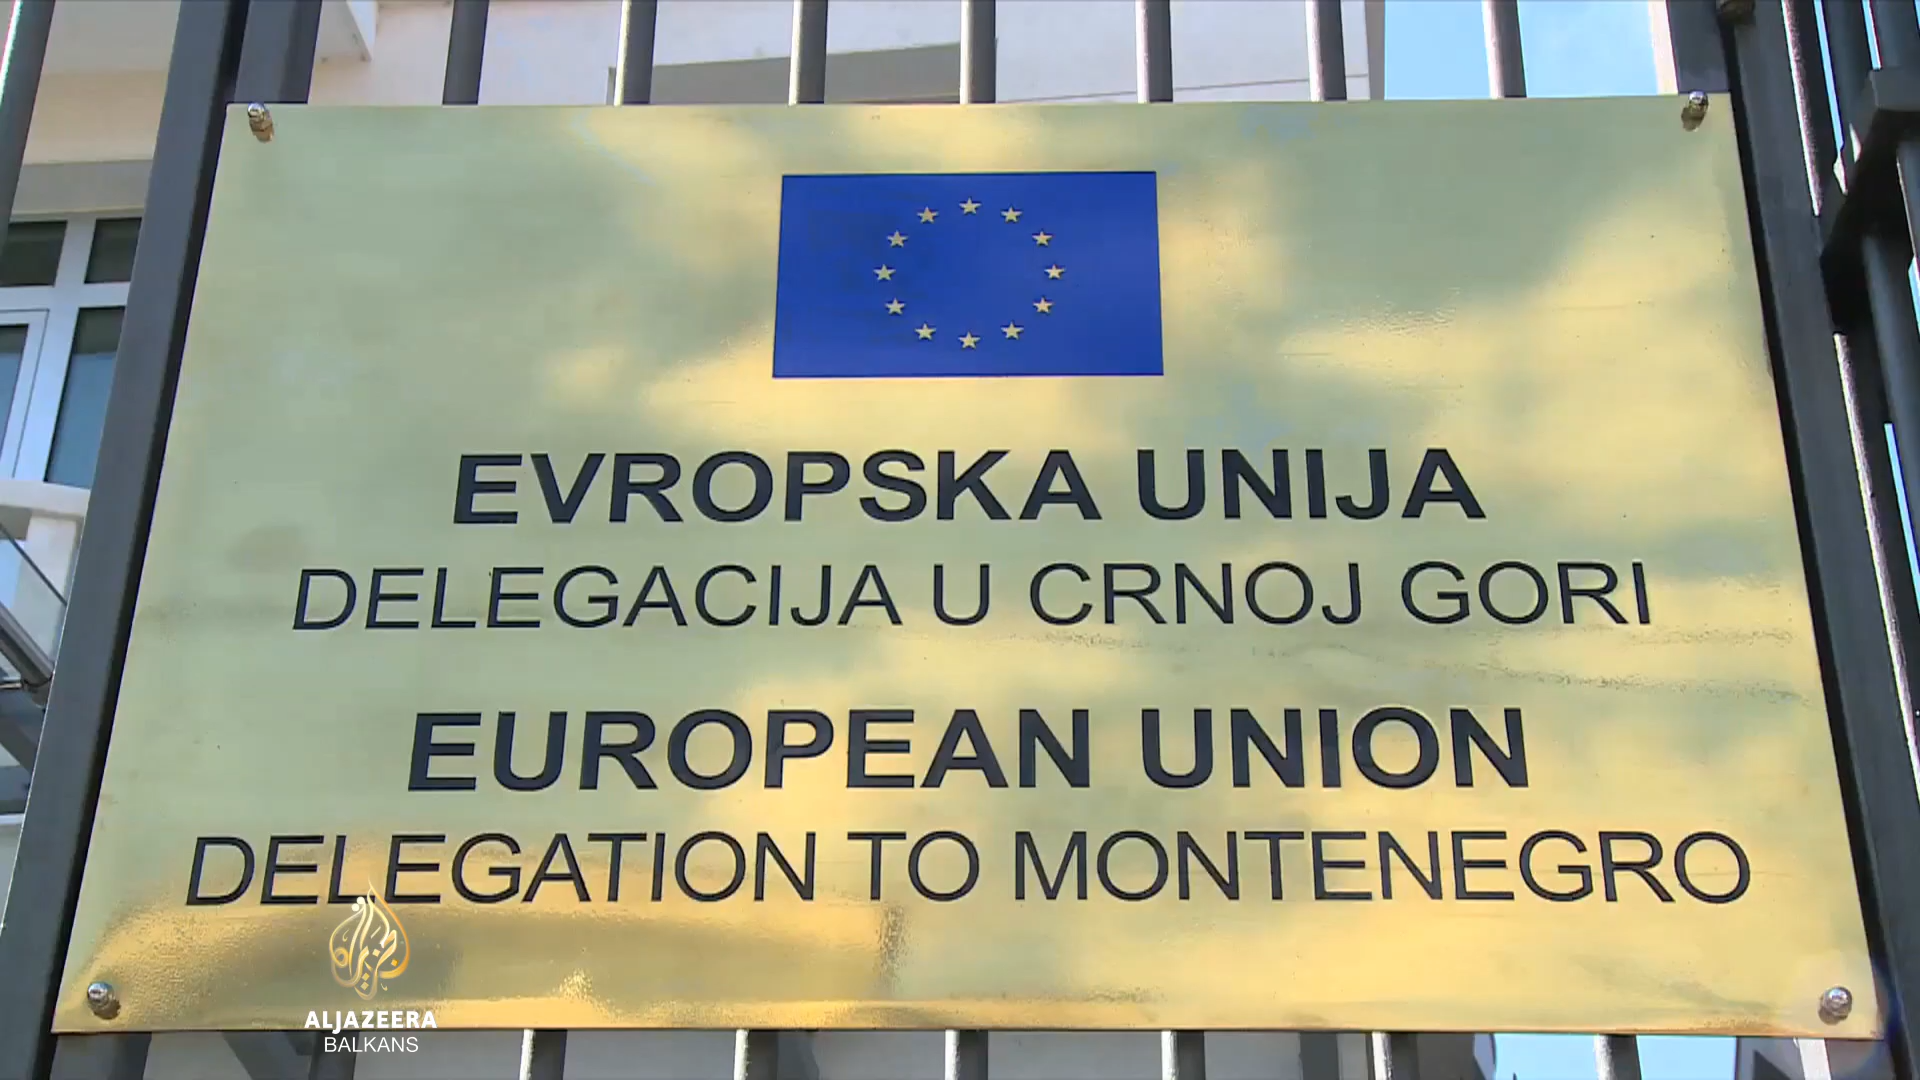 EVROPSKA UNIJA
DELEGACIJA U CRNOJ GORI
EUROPEAN UNION
DELEGATION TO MONTENEGRO
ALJAZEERA
BALKANS